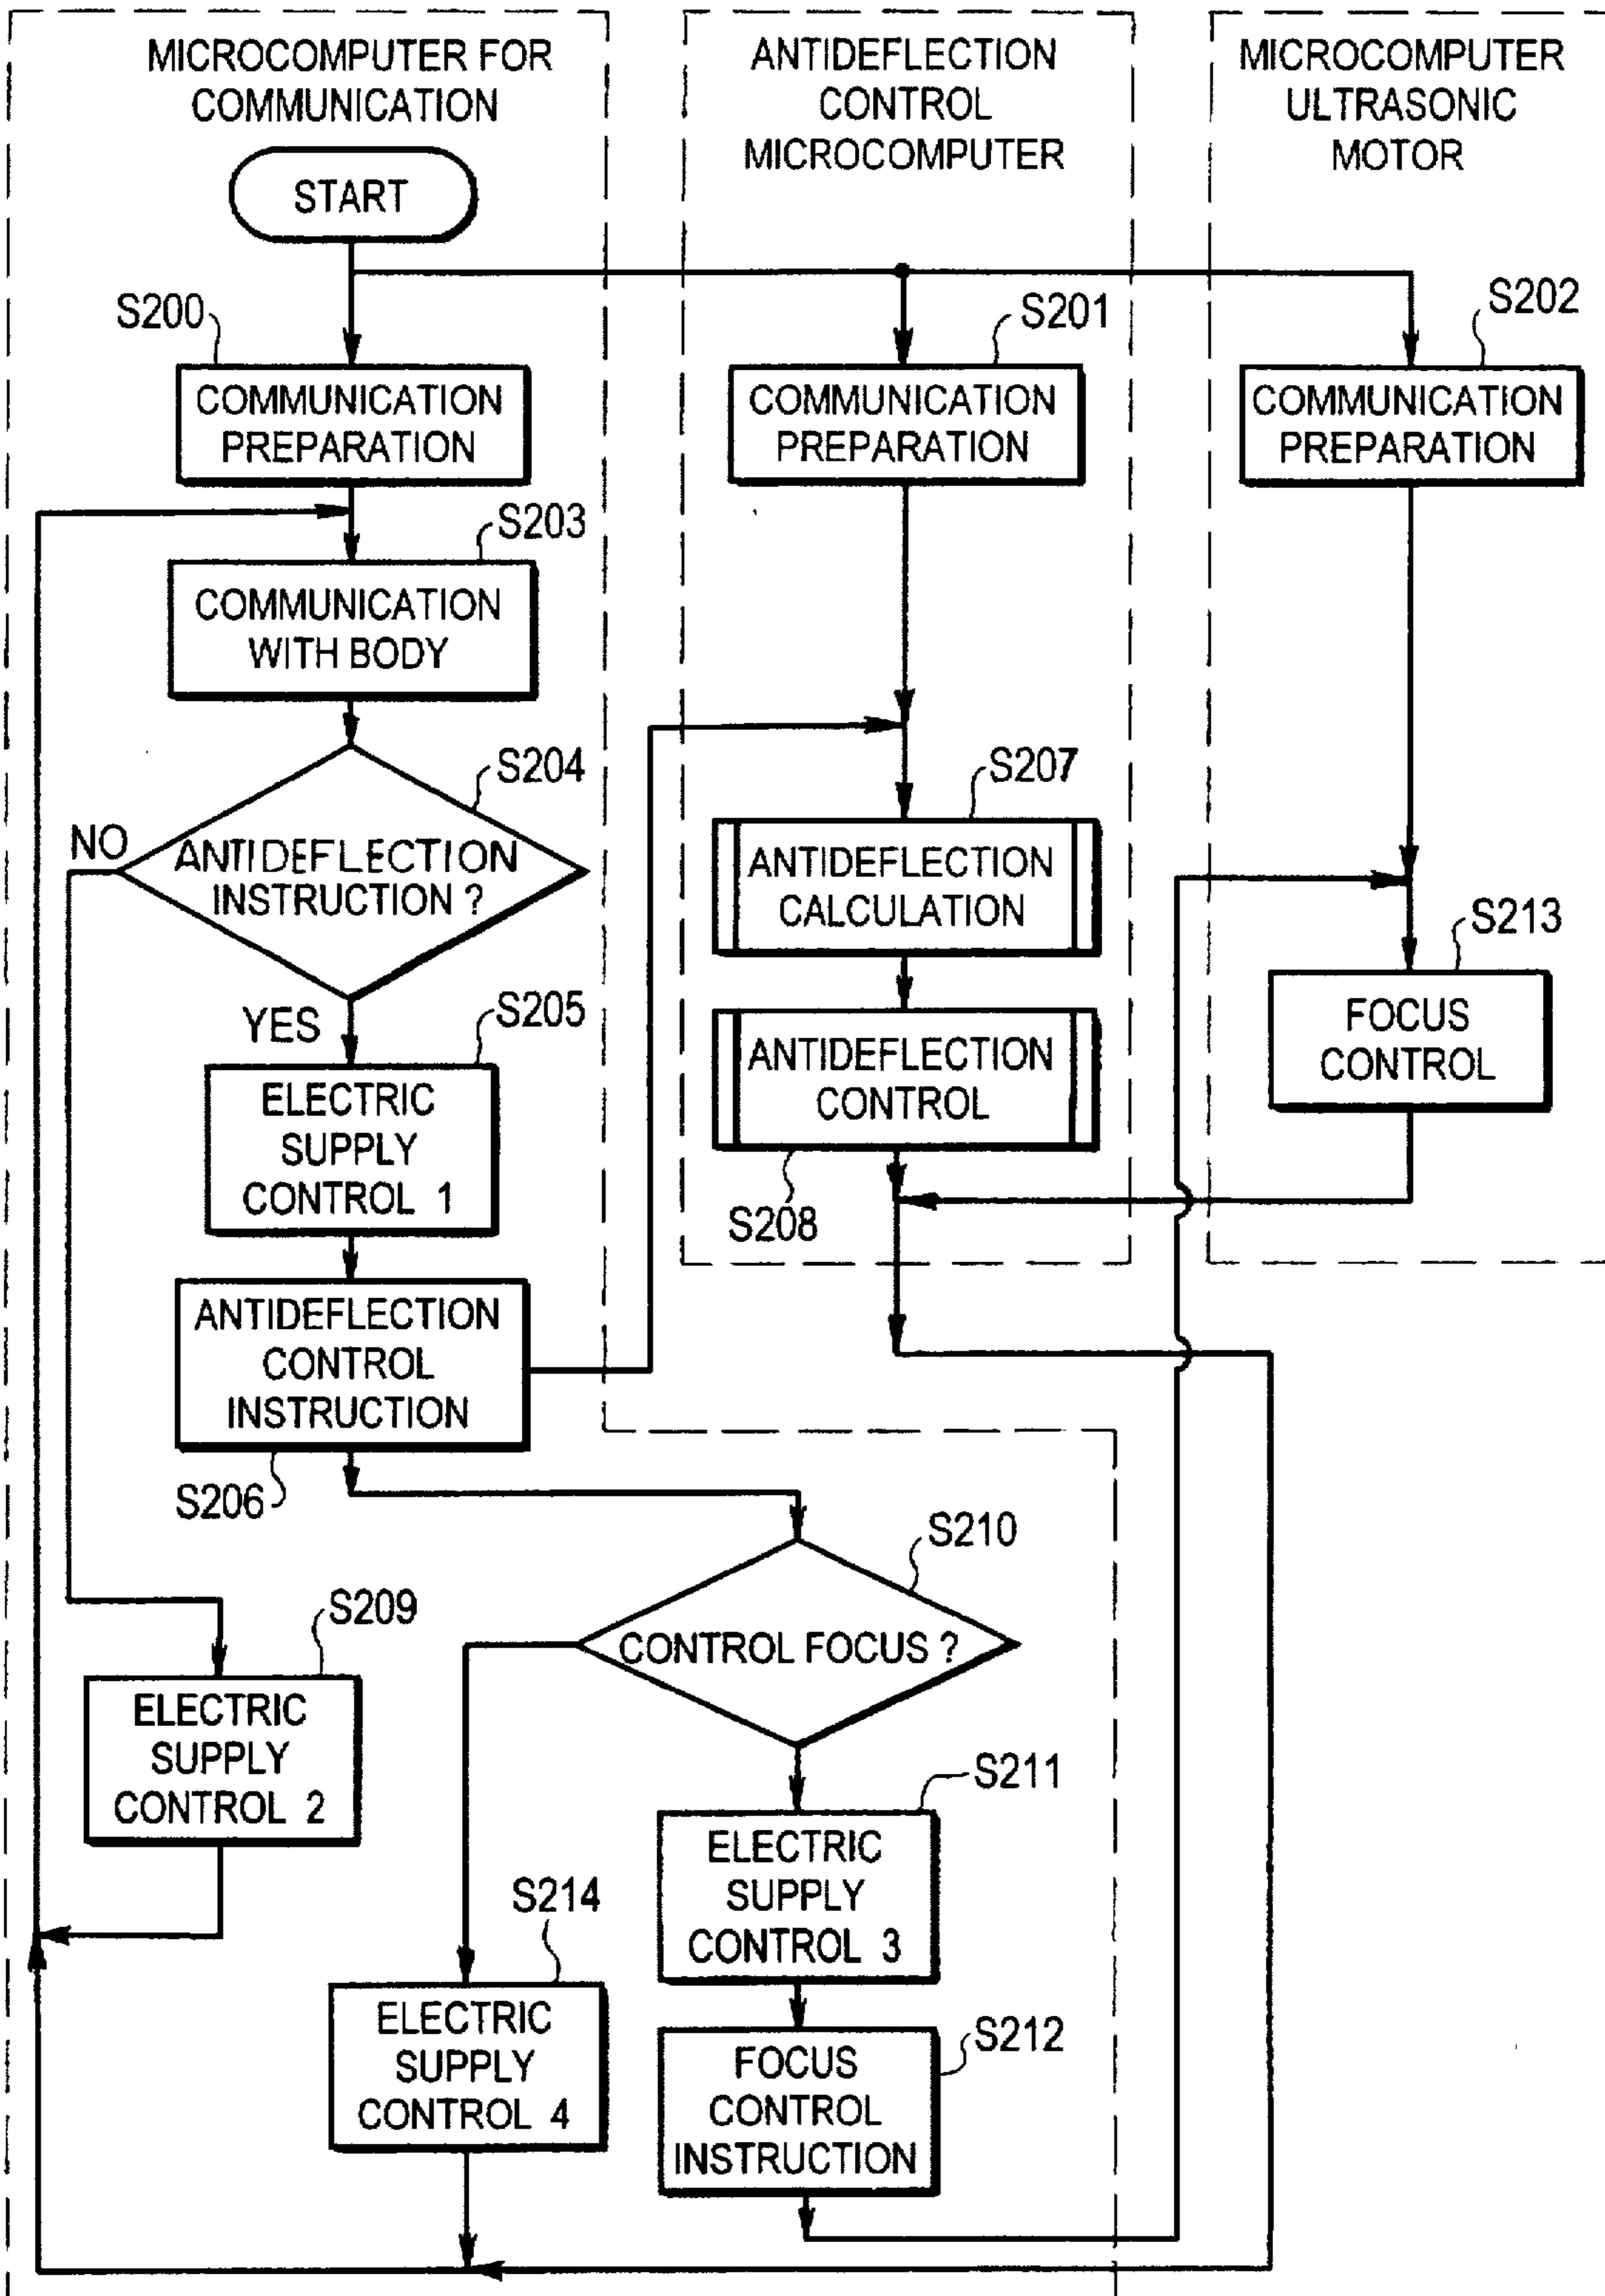 MICROCOMPUTER FOR
COMMUNICATION
ANTIDEFLECTION
CONTROL
MICROCOMPUTER
MICROCOMPUTER
ULTRASONIC
MOTOR
START
S200
COMMUNICATION
PREPARATION
S201
COMMUNICATION
PREPARATION
S202
COMMUNICATION
PREPARATION
S203
COMMUNICATION
WITH BODY
S204
NO
ANTIDEFLECTION
INSTRUCTION ?
YES
S205
ELECTRIC
SUPPLY
CONTROL 1
ANTIDEFLECTION
CONTROL
INSTRUCTION
S206
S207
ANTIDEFLECTION
CALCULATION
ANTIDEFLECTION
CONTROL
S208
S213
FOCUS
CONTROL
S209
ELECTRIC
SUPPLY
CONTROL 2
S210
CONTROL FOCUS ?
S211
ELECTRIC
SUPPLY
CONTROL 3
S214
ELECTRIC
SUPPLY
CONTROL 4
S212
FOCUS
CONTROL
INSTRUCTION